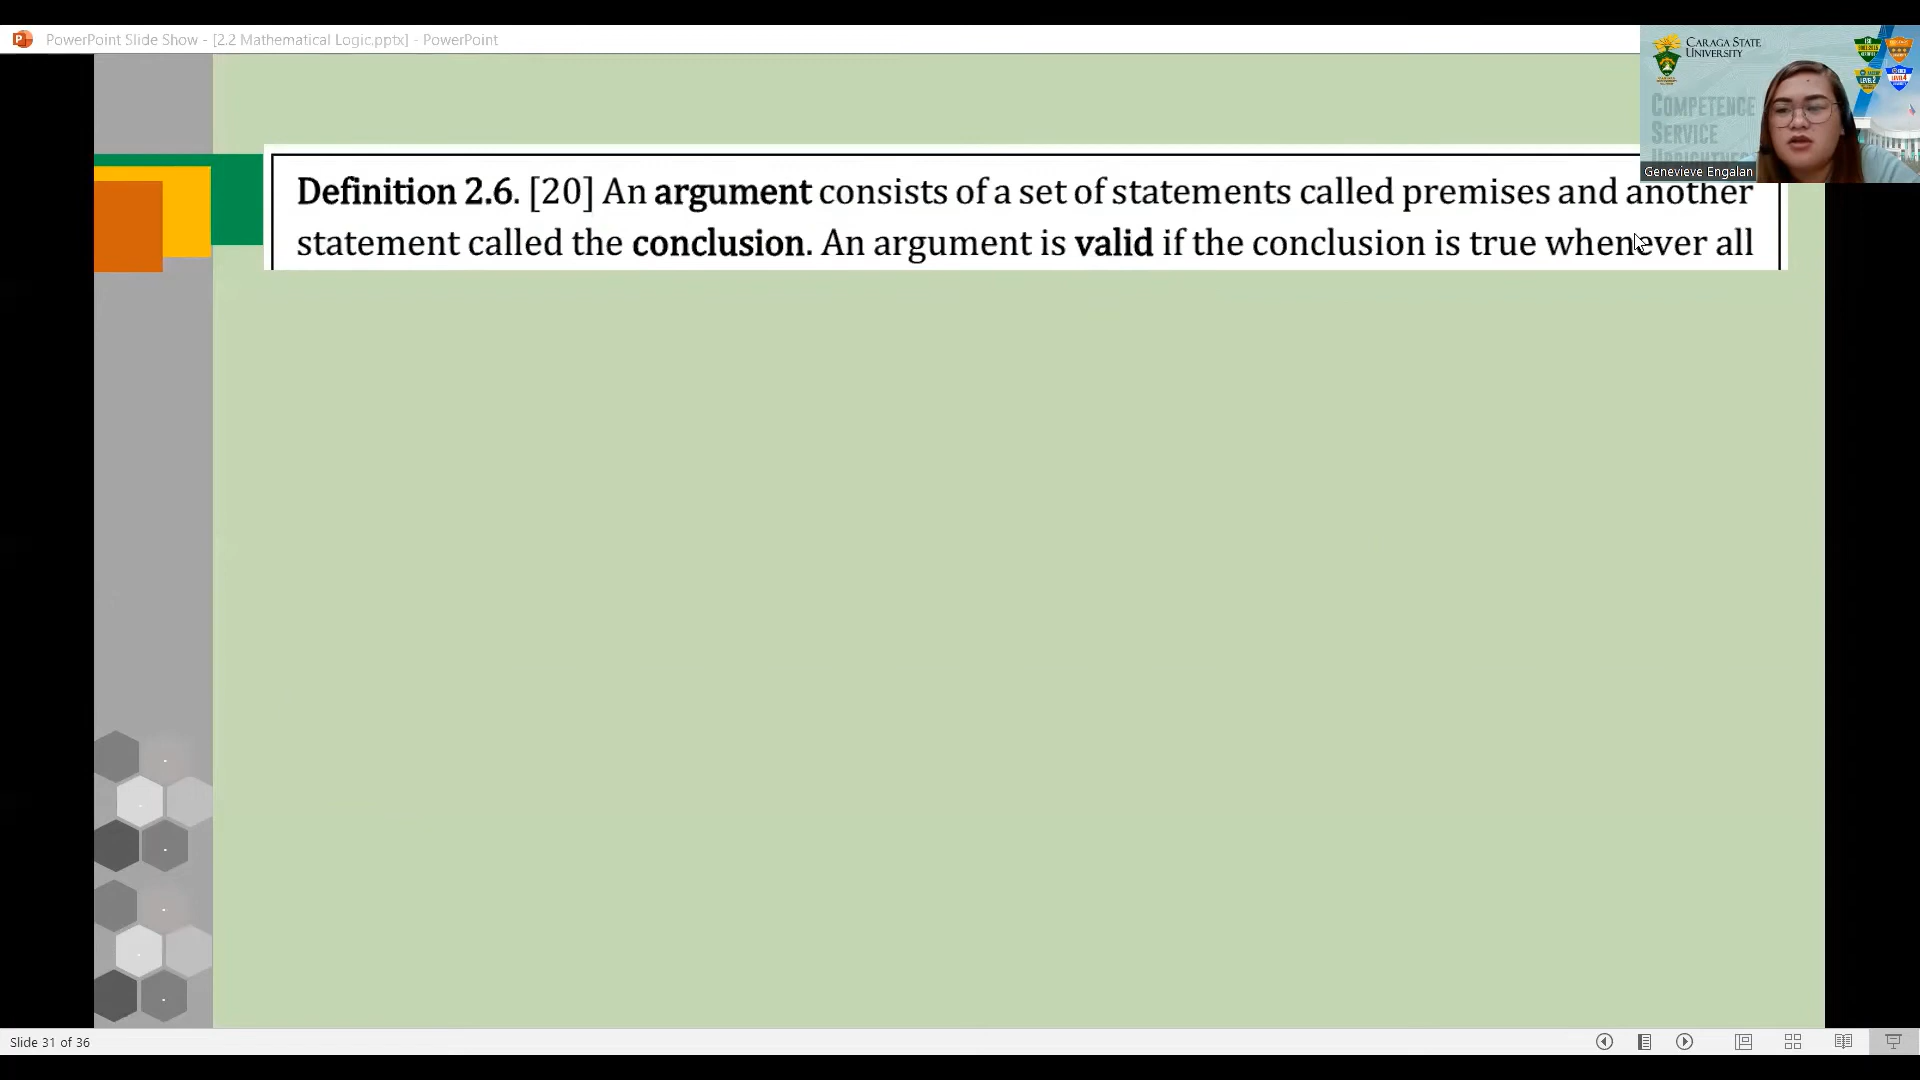 PowerPoint Slide Show - [2.2 Mathematical Logic.pptx] - PowerPoint
CARAGA STATE
UNIVERSITY
COMPETENCE
SERVICE
Genevieve Engalan
Definition 2.6. [20] An argument consists of a set of statements called premises and another
statement called the conclusion. An argument is valid if the conclusion is true whenever all
Slide 31 of 36